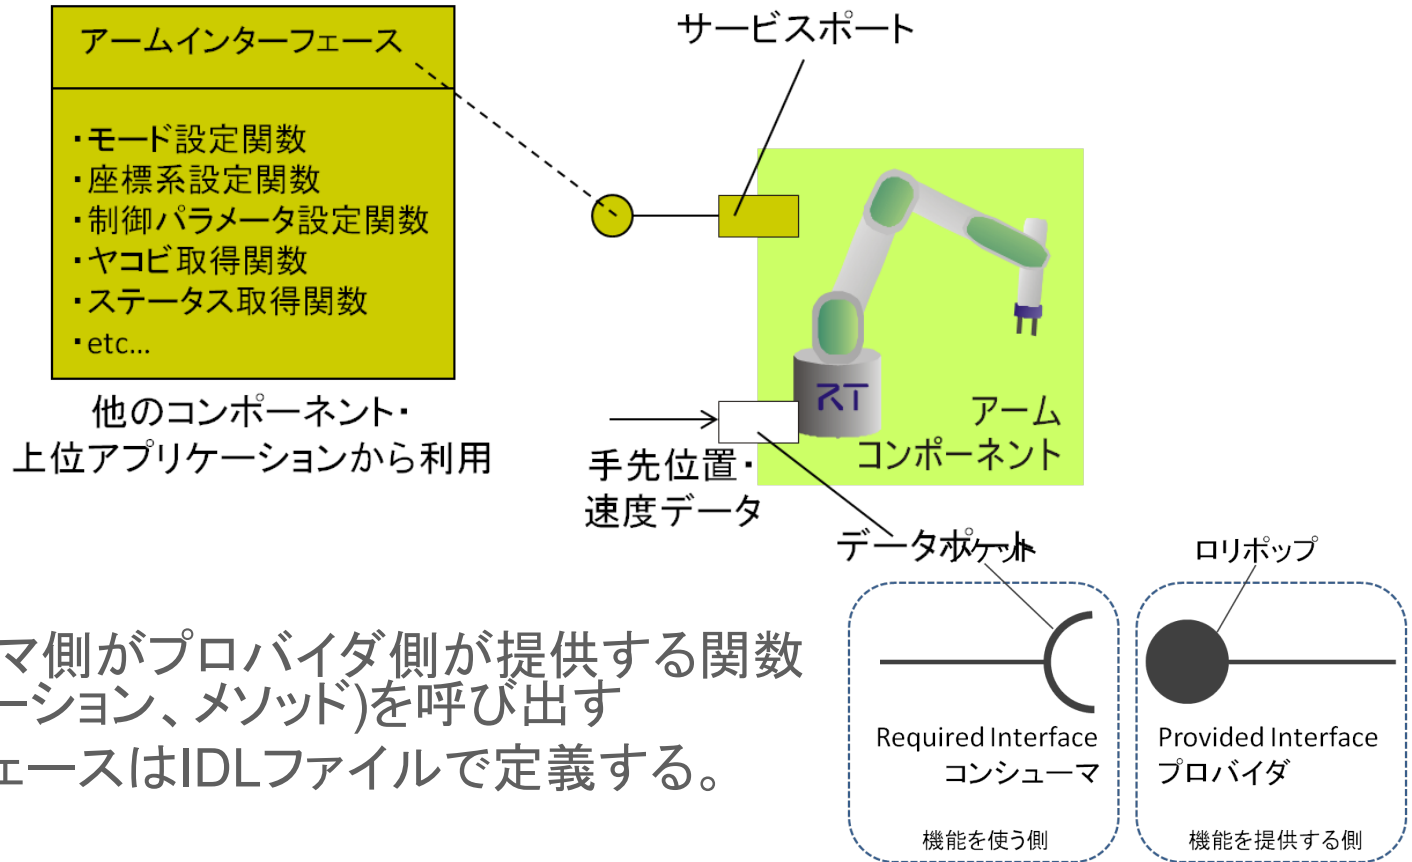 アームインターフェース
・モード設定関数
・座標系設定関数
・制御パラメータ設定関数
・ヤコビ取得関数
・ステータス取得関数
・etc…
他のコンポーネント・
上位アプリケーションから利用
サービスポート
RT
アーム
コンポーネント
手先位置・
速度データ
データポート
ソケット
ロリポップ
マ側がプロバイダ側が提供する関数
ーション、メソッド)を呼び出す
ェースはIDLファイルで定義する。
Required Interface
コンシューマ
機能を使う側
Provided Interface
プロバイダ
機能を提供する側